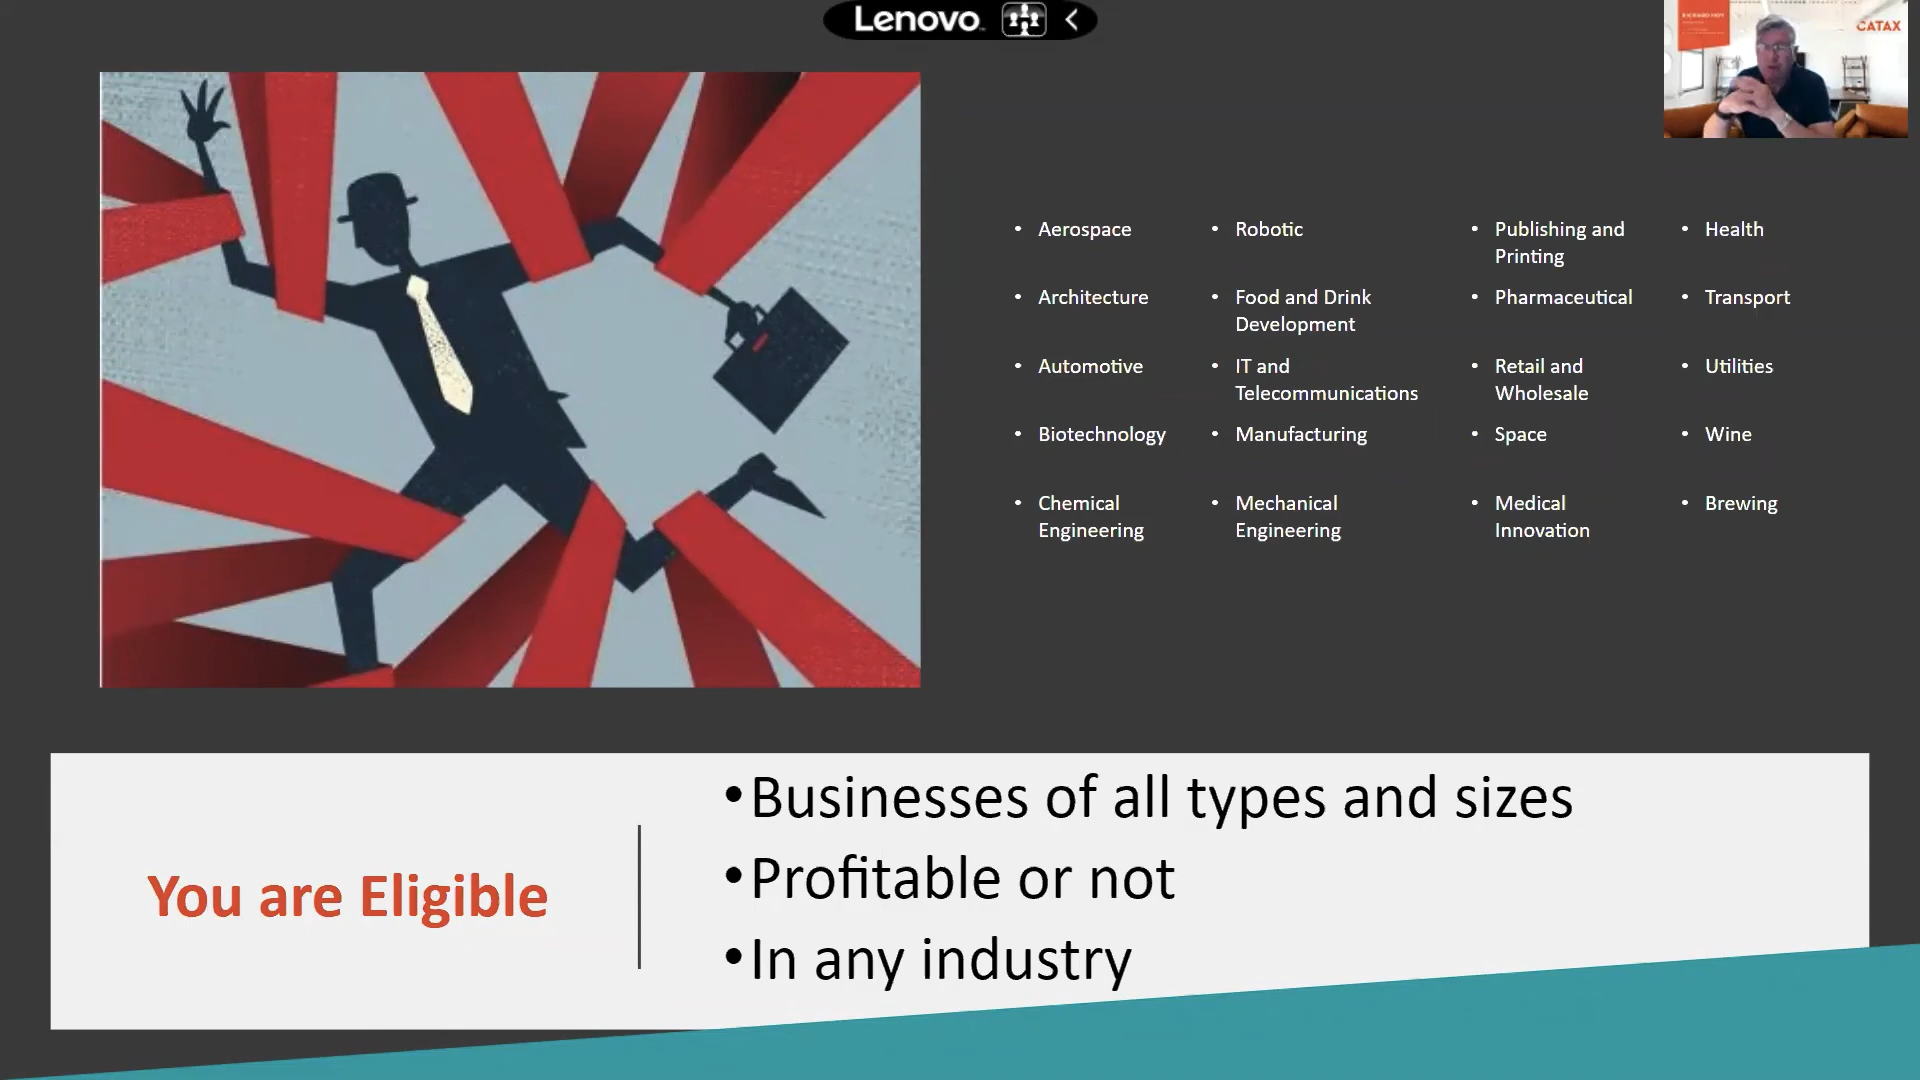 Lenovo
CATAX
Aerospace
Robotic
Publishing and
Printing
Health
Architecture
Food and Drink
Development
Pharmaceutical
Transport
Automotive
IT and
Telecommunications
Retail and
Wholesale
Utilities
Biotechnology
Manufacturing
Space
Wine
Chemical
Engineering
Mechanical
Engineering
Medical
Innovation
Brewing
You are Eligible
•Businesses of all types and sizes
•Profitable or not
•In any industry